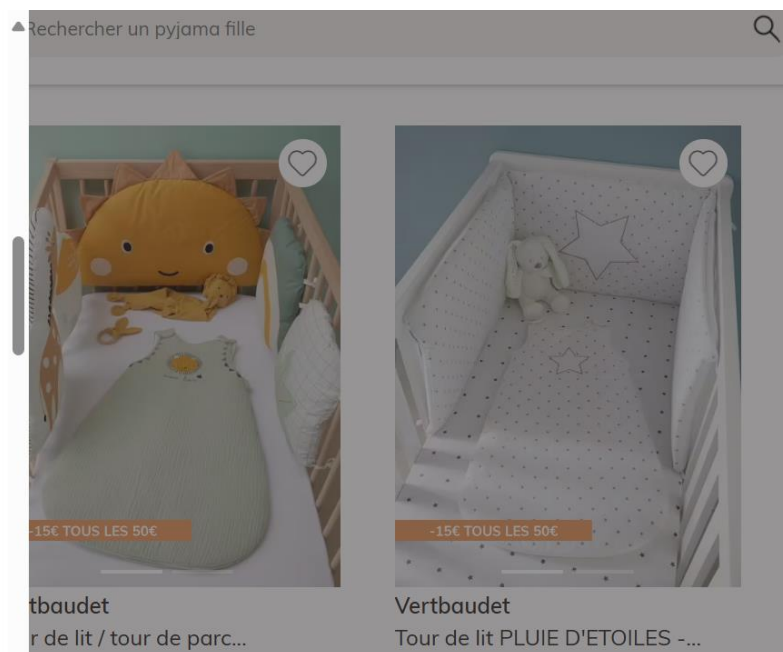 Rechercher un pyjama fille
-15€ TOUS LES 50€
-15€ TOUS LES 50€
tbaudet
Vertbaudet
r de lit / tour de parc...
Tour de lit PLUIE D'ETOILES -...